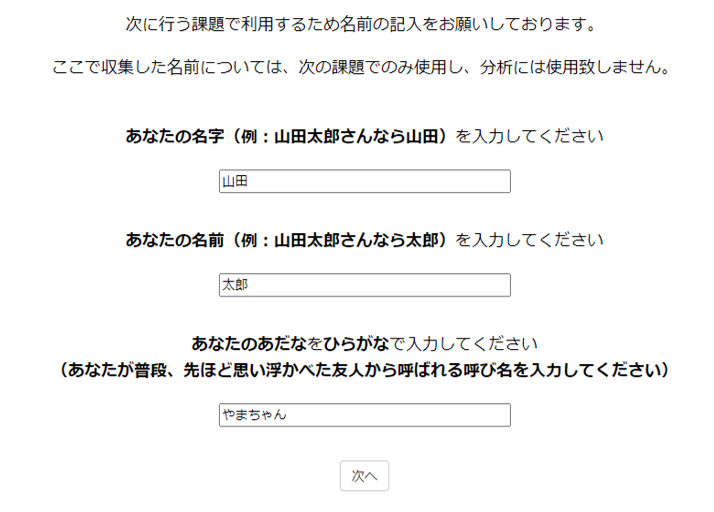 次に行う課題で利用するため名前の記入をお願いしております。
ここで収集した名前については、次の課題でのみ使用し、分析には使用致しません。
あなたの名字（例：山田太郎さんなら山田）を入力してください
山田
あなたの名前（例：山田太郎さんなら太郎）を入力してください
太郎
あなたのあだなをひらがなで入力してください
（あなたが普段、先ほど思い浮かべた友人から呼ばれる呼び名を入力してください）
やまちゃん
次へ